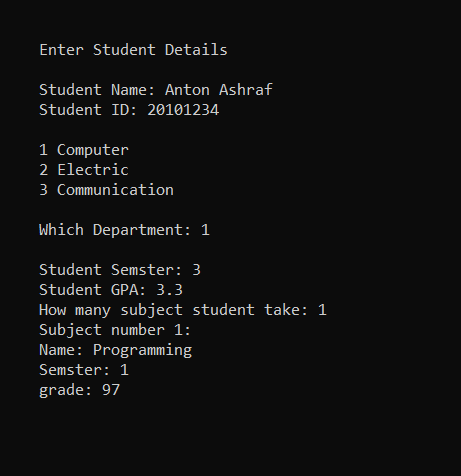 Enter Student Details
Student Name: Anton Ashraf
Student ID: 20101234
1 Computer
2 Electric
3 Communication
Which Department: 1
Student Semster: 3
Student GPA: 3.3
How many subject student take: 1
Subject number 1:
Name: Programming
Semster: 1
grade: 97